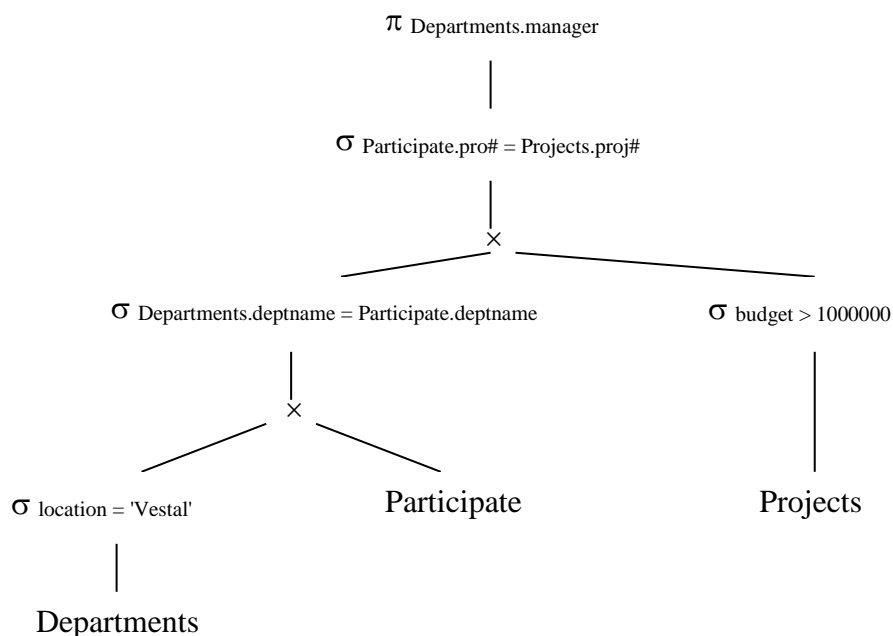 π Departments.manager
σ Participate.pro# = Projects.proj#
×
σ Departments.deptname = Participate.deptname
σ budget > 1000000
×
σ location = 'Vestal'
Participate
Projects
Departments